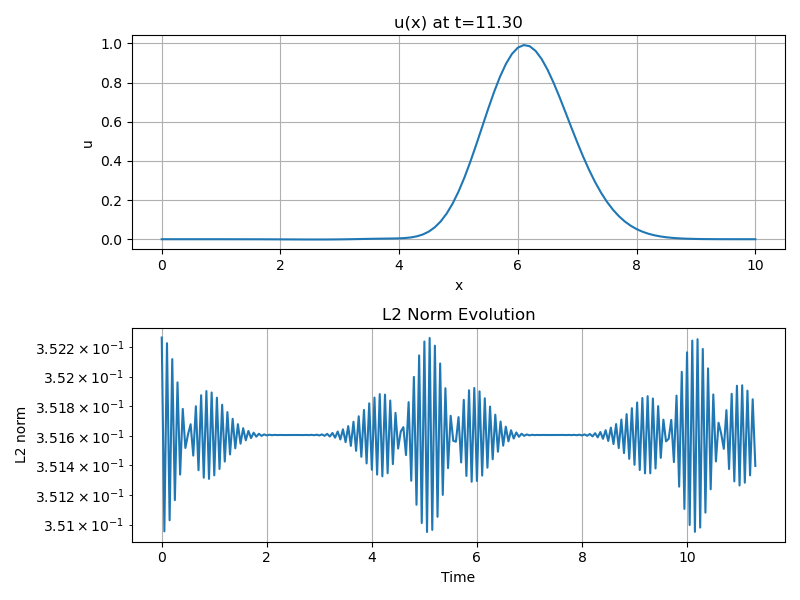 u(x) at t=11.30
1.0
0.8
0.6
0.4
0.2
0.0
u
0 2 4 6 8 10
x
L2 Norm Evolution
3.522 × 10⁻¹
3.52 × 10⁻¹
3.518 × 10⁻¹
3.516 × 10⁻¹
3.514 × 10⁻¹
3.512 × 10⁻¹
3.51 × 10⁻¹
L2 norm
0 2 4 6 8 10
Time